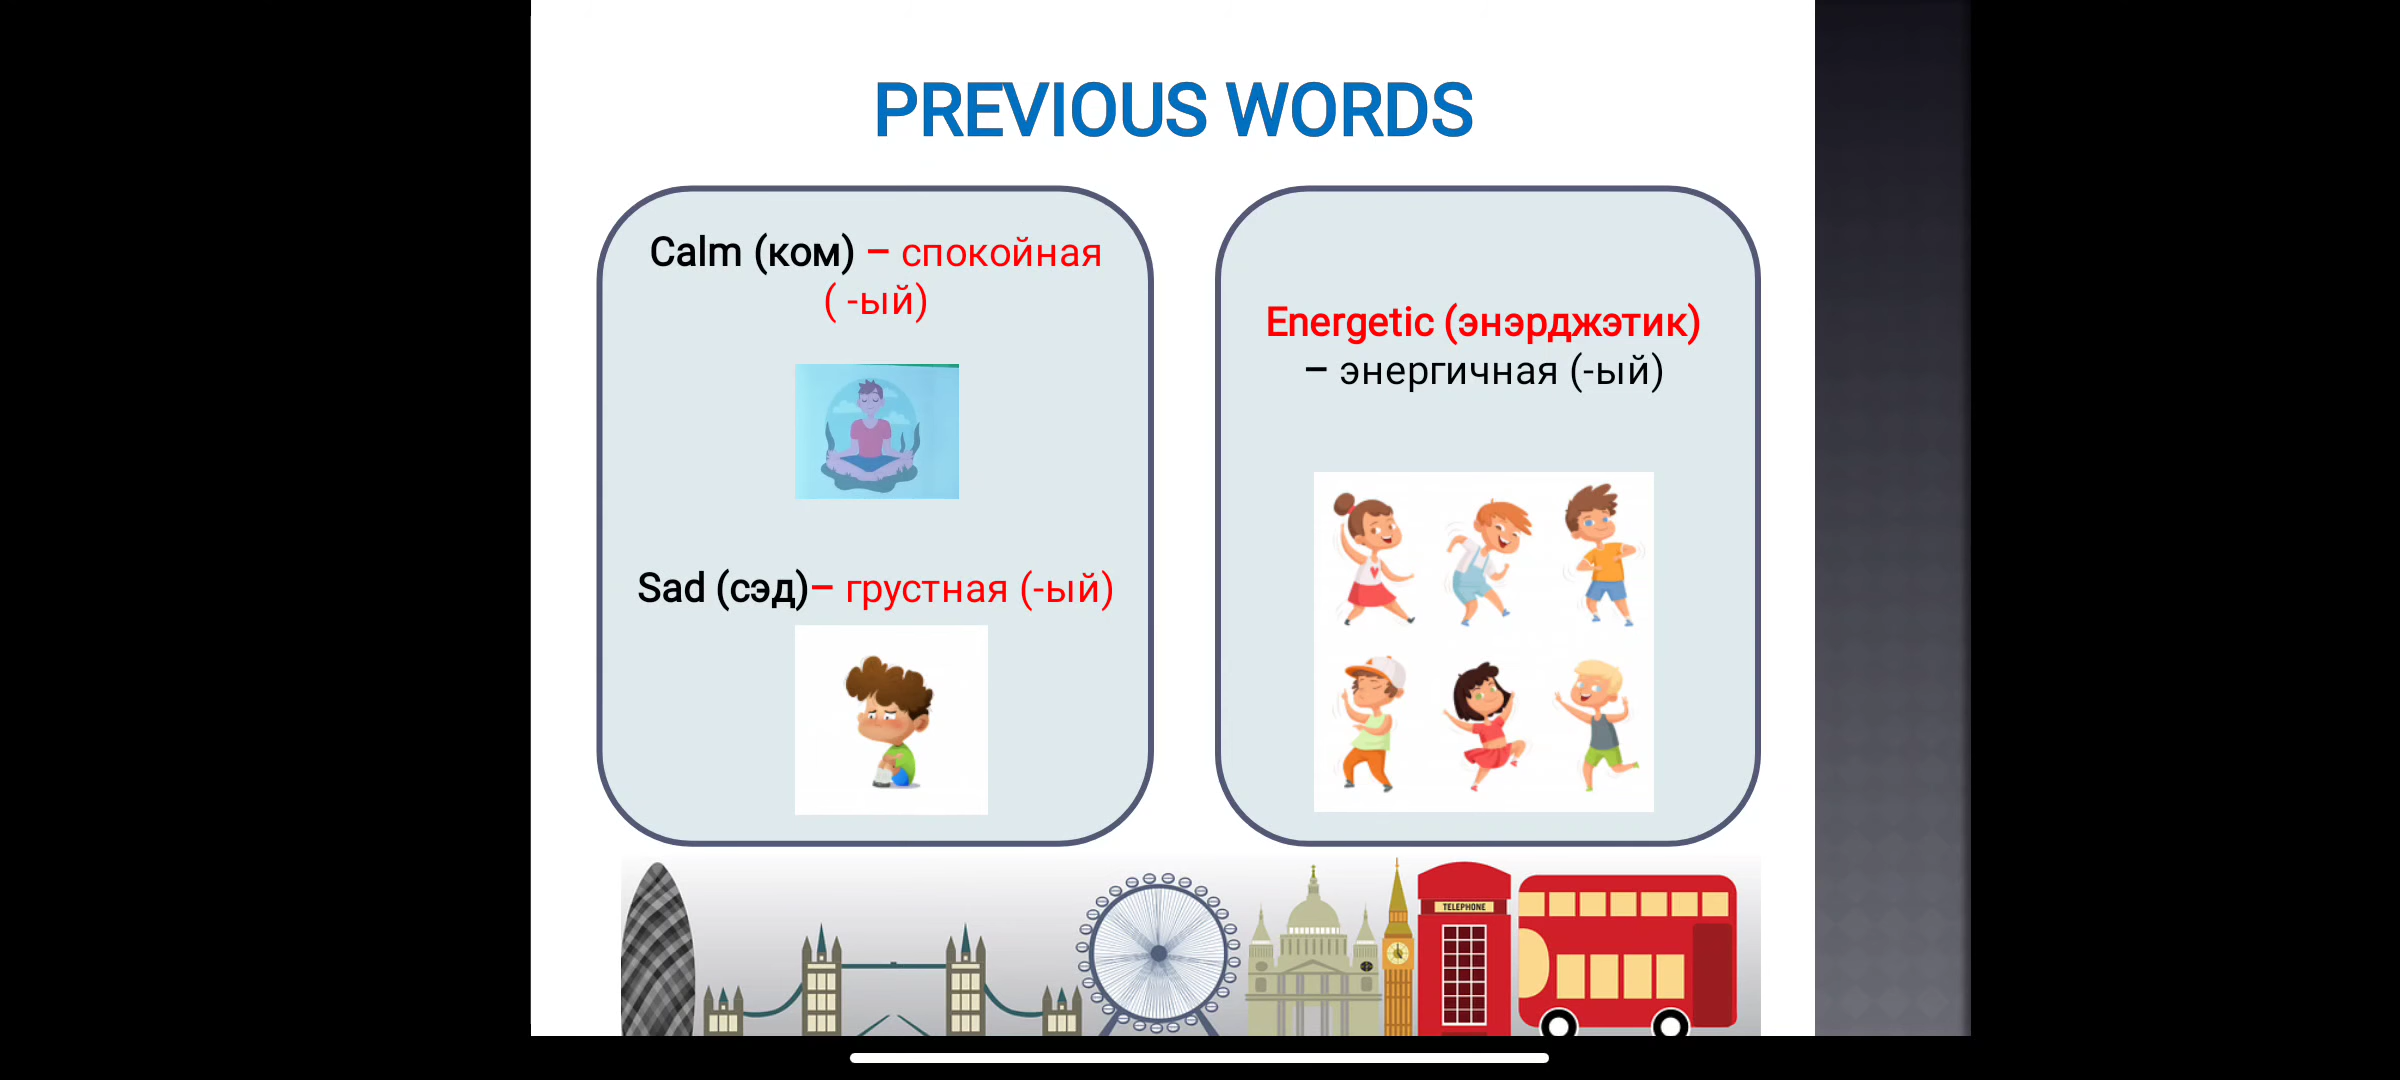 PREVIOUS WORDS
Calm (ком) – спокойная
( -ый)
Sad (сэд)– грустная (-ый)
Energetic (энэрджэтик)
– энергичная (-ый)
TELEPHONE